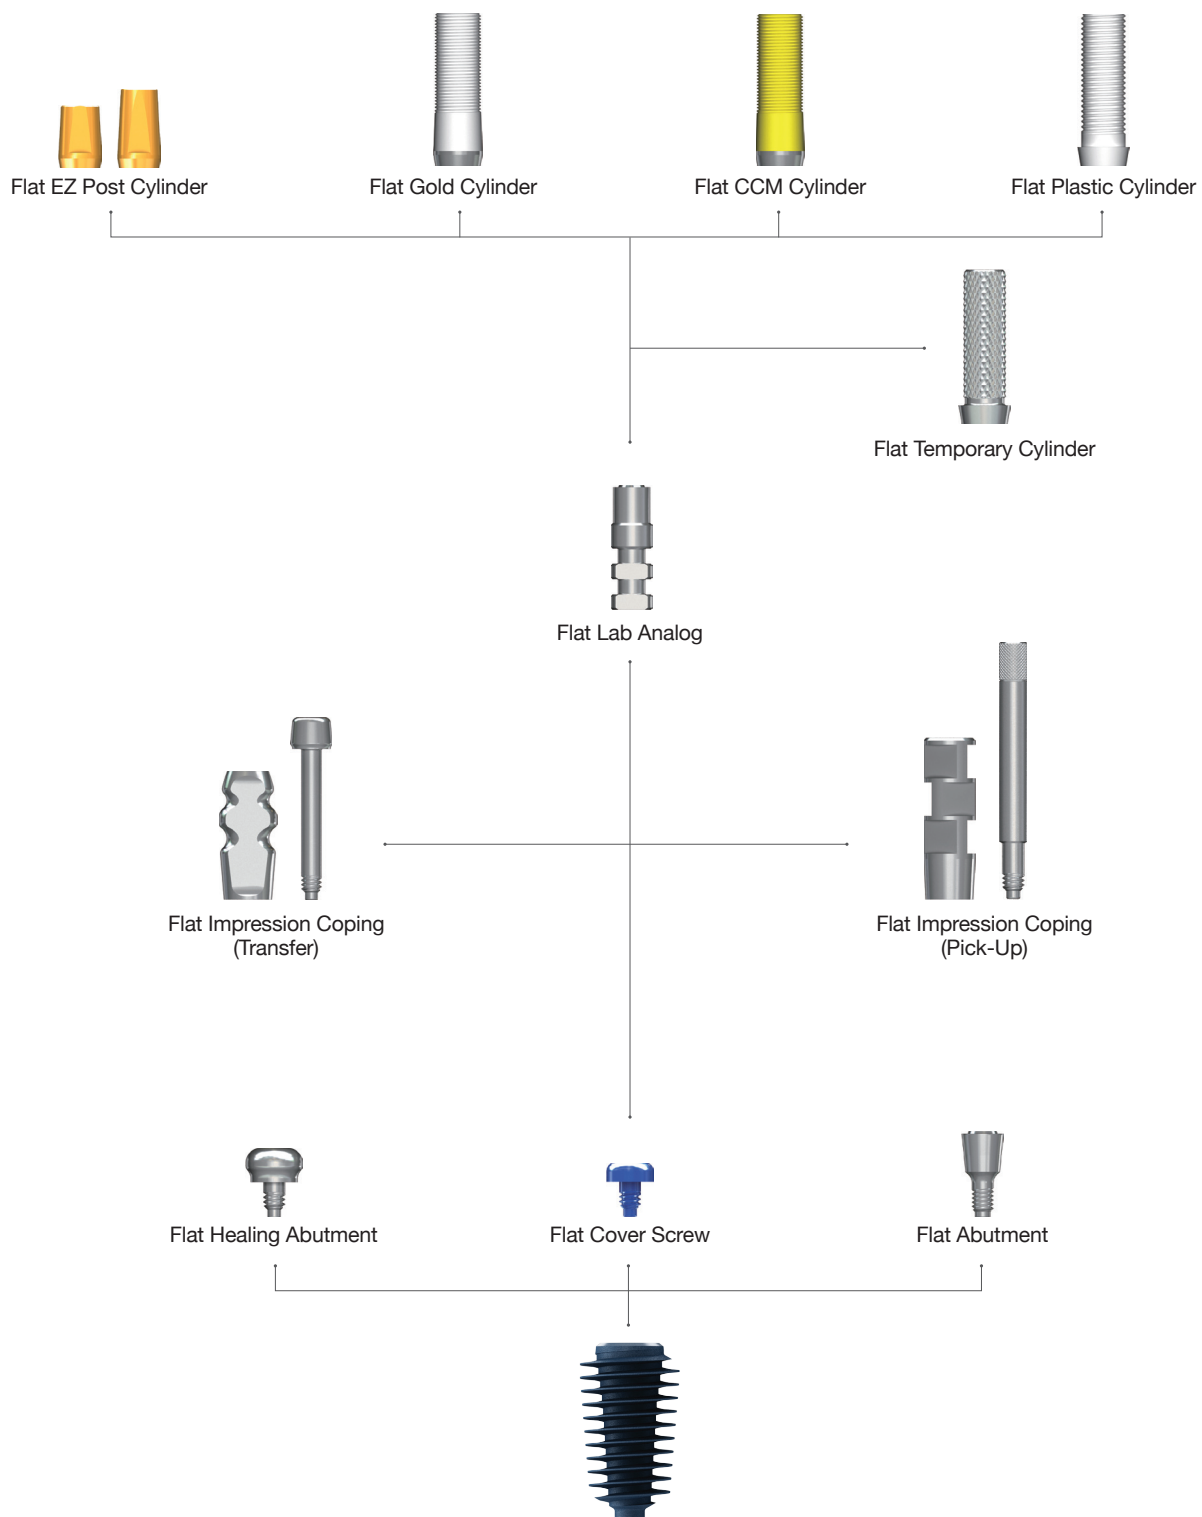 Flat EZ Post Cylinder
Flat Gold Cylinder
Flat CCM Cylinder
Flat Plastic Cylinder
Flat Temporary Cylinder
Flat Lab Analog
Flat Impression Coping
(Transfer)
Flat Impression Coping
(Pick-Up)
Flat Healing Abutment
Flat Cover Screw
Flat Abutment